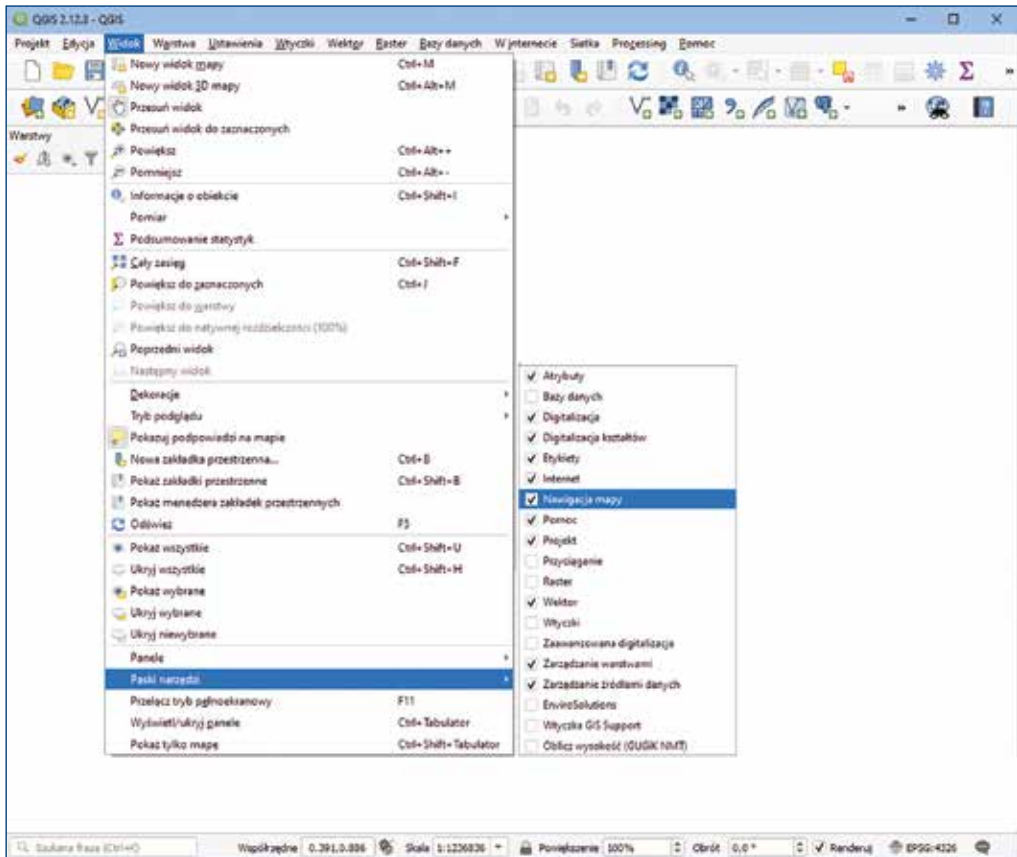 QGIS 2.12.3 - QGIS
Projekt Edycja Widok Warstwa Ustawienia Wtyczki Wektor Raster Bazy danych W internecie Siatka Processing Pomoc
Warstwy
Nowy widok mapy Ctrl+M
Nowy widok 3D mapy Ctrl+Alt+M
Przesuń widok
Przesuń widok do zaznaczonych
Powiększ Ctrl+Alt++
Pomniejsz Ctrl+Alt+-
Informacje o obiekcie Ctrl+Shift+I
Pomiar
Podsumowanie statystyk
Cały zasięg Ctrl+Shift+F
Powiększ do zaznaczonych Ctrl+J
Powiększ do warstwy
Powiększ do natywnej rozdzielczości (100%)
Poprzedni widok
Następny widok
Dekoracje
Tryb podglądu
Pokazuj podpowiedzi na mapie
Nowa zakładka przestrzenna... Ctrl+B
Pokaż zakładki przestrzenne Ctrl+Shift+B
Pokaż menedżera zakładek przestrzennych
Odśwież F5
Pokaż wszystkie Ctrl+Shift+U
Ukryj wszystkie Ctrl+Shift+H
Pokaż wybrane
Ukryj wybrane
Ukryj niewybrane
Panele
Paski narzędzi
Przełącz tryb pełnoekranowy F11
Wyświetl/ukryj panele Ctrl+Tabulator
Pokaż tylko mapę Ctrl+Shift+Tabulator
Atrybuty
Bazy danych
Digitalizacja
Digitalizacja kształtów
Etykiety
Internet
Nawigacja mapy
Pomoc
Projekt
Przyciąganie
Raster
Wektor
Wtyczki
Zaawansowana digitalizacja
Zarządzanie warstwami
Zarządzanie źródłami danych
EnviroSolutions
Wtyczka GIS Support
Oblicz wysokość (GUGiK NMT)
Szukana fraza (Ctrl+K) Współrzędne 0.391,0.886 Skala 1:1236836 Powiększenie 100% Obrót 0,0 ° Renderuj EPSG:4326